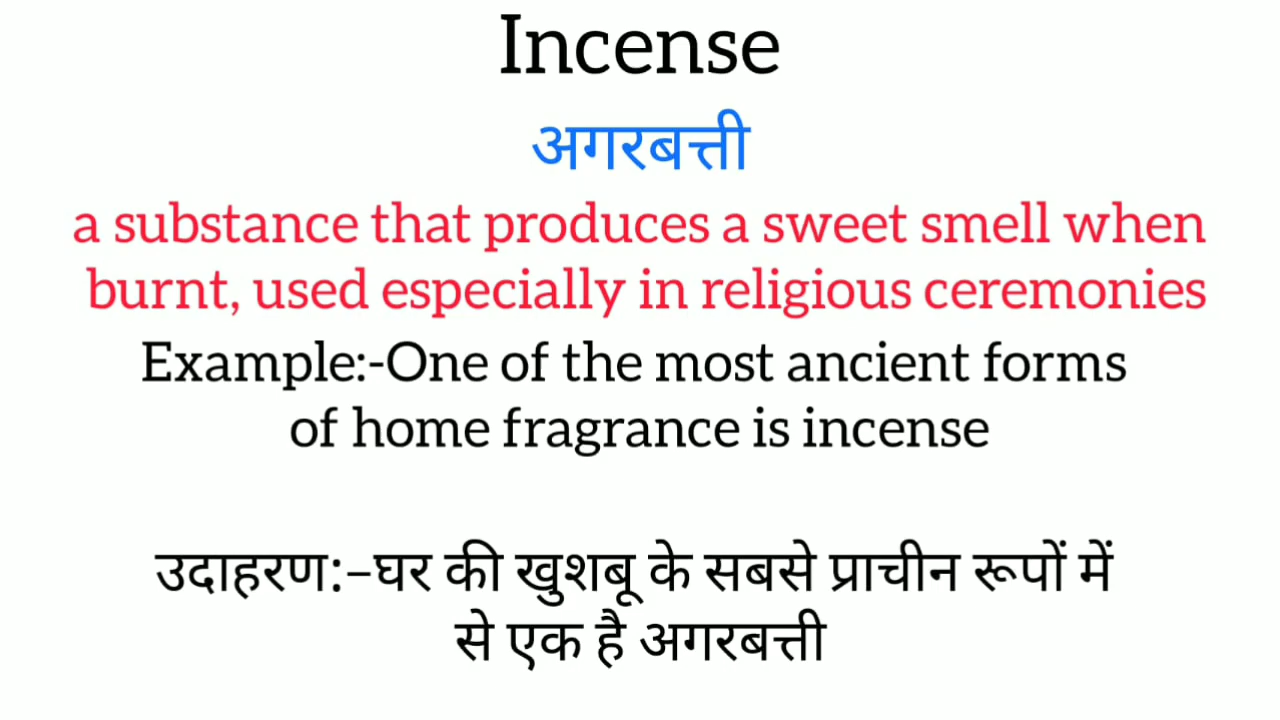 Incense
अगरबत्ती
a substance that produces a sweet smell when
burnt, used especially in religious ceremonies
Example:-One of the most ancient forms
of home fragrance is incense
उदाहरण:–घर की खुशबू के सबसे प्राचीन रूपों में
से एक है अगरबत्ती